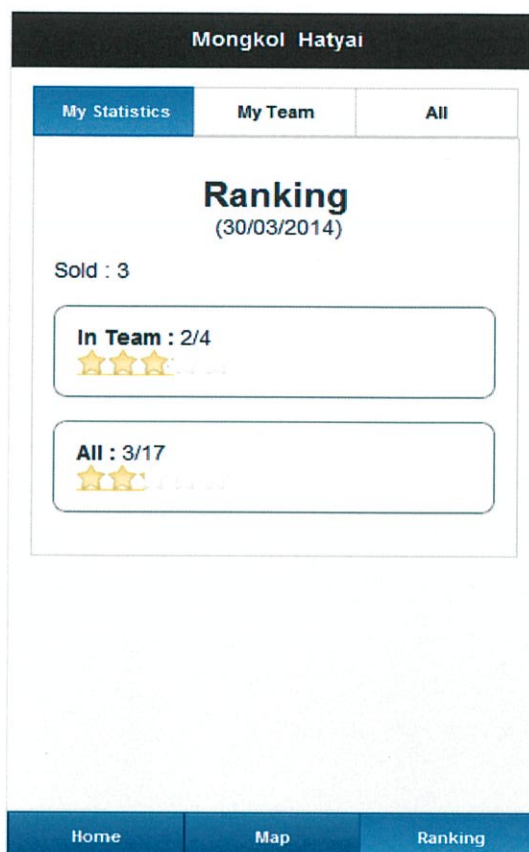 Mongkol Hatyai
My Statistics My Team All
Ranking
(30/03/2014)
Sold : 3
In Team : 2/4
All : 3/17
Home Map Ranking